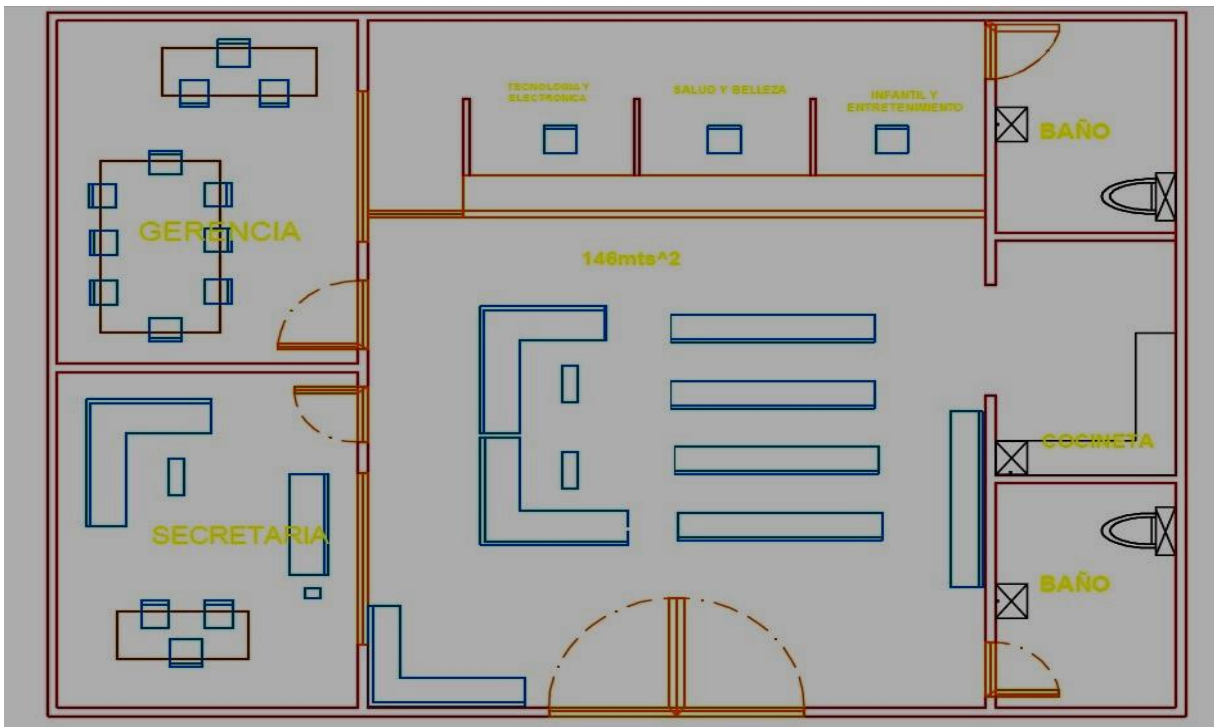 TECNOLOGIA Y
ELECTRONICA
SALUD Y BELLEZA
INFANTIL Y
ENTRETENIMIENTO
BAÑO
GERENCIA
146mts^2
COCINETA
SECRETARIA
BAÑO